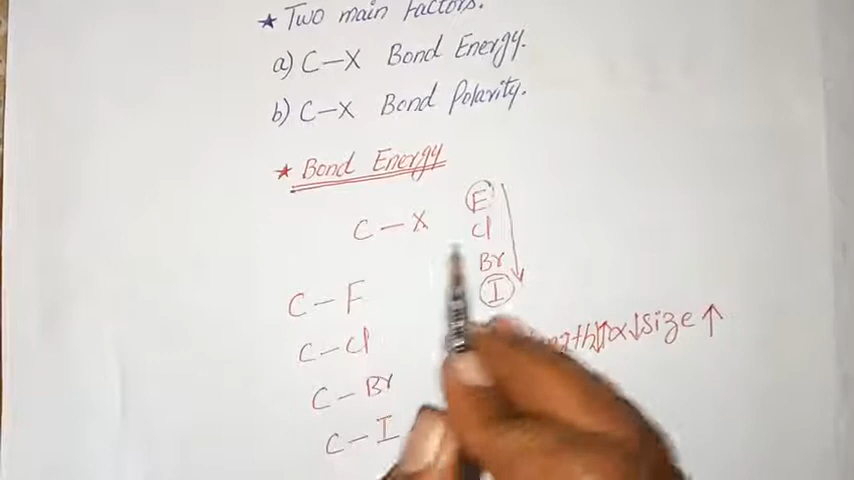 ★ Two main Factors.
a) C-X Bond Energy.
b) C-X Bond Polarity.
★ Bond Energy
C-X
F
Cl
Br
I
C-F
C-Cl
C-Br
C-I
↑∝↓size ↑